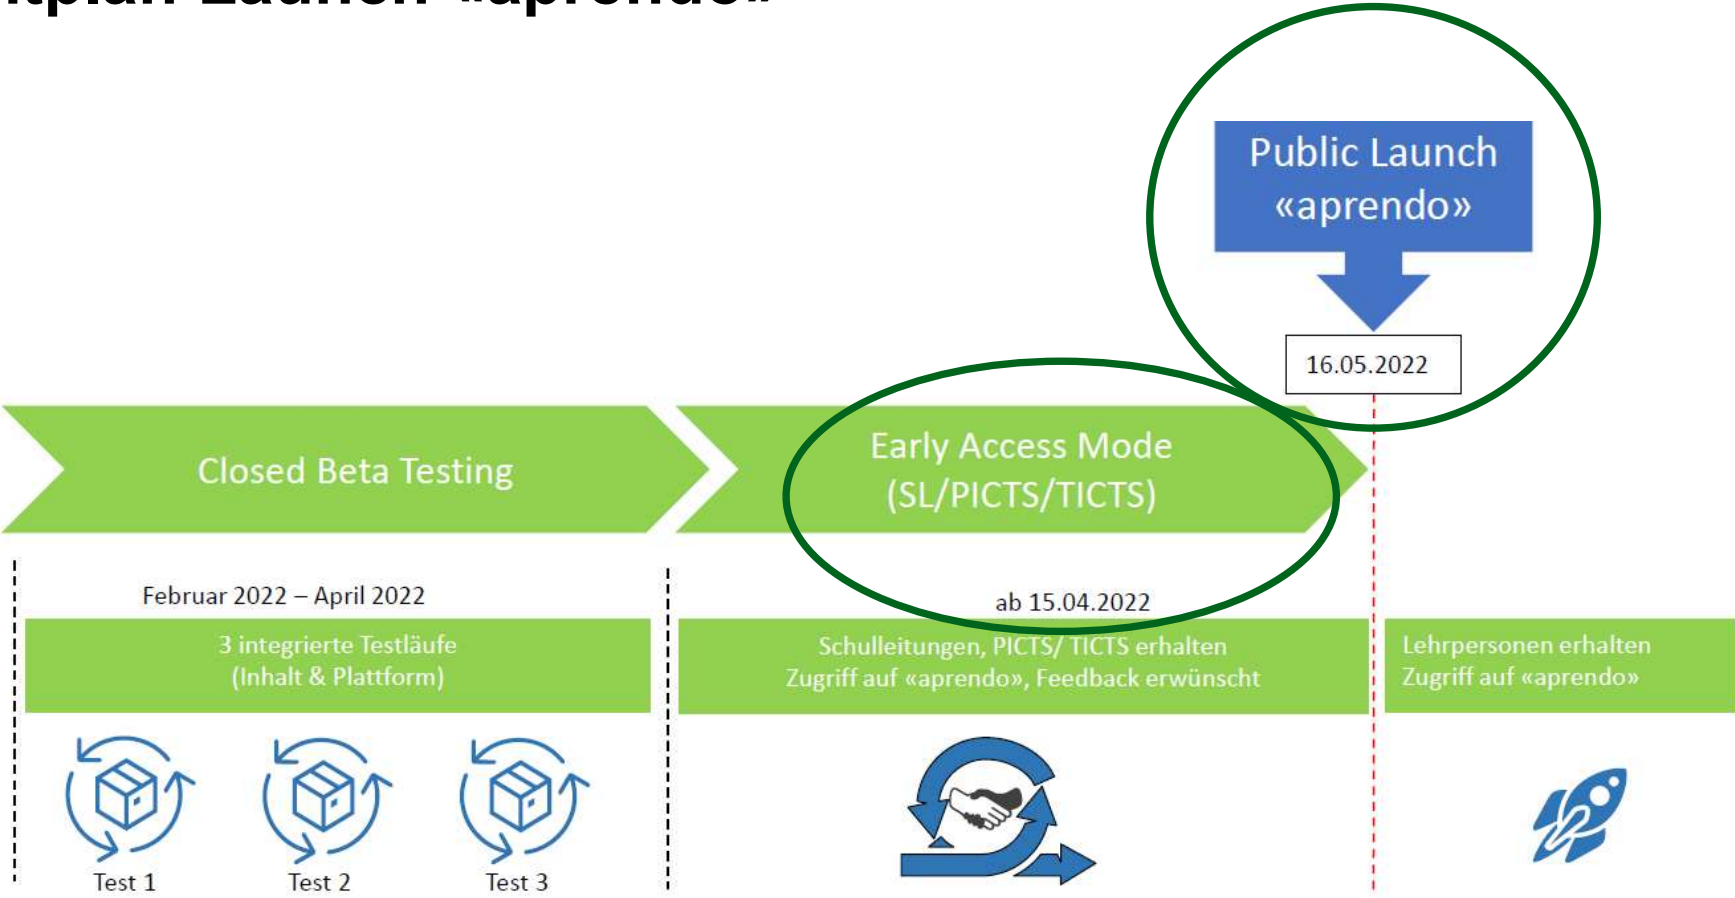 Launch «aprendo»
Public Launch
«aprendo»
16.05.2022
Closed Beta Testing
Early Access Mode
(SL/PICTS/TICTS)
Februar 2022 – April 2022
ab 15.04.2022
3 integrierte Testläufe
(Inhalt & Plattform)
Schulleitungen, PICTS/ TICTS erhalten
Zugriff auf «aprendo», Feedback erwünscht
Lehrpersonen erhalten
Zugriff auf «aprendo»
Test 1
Test 2
Test 3